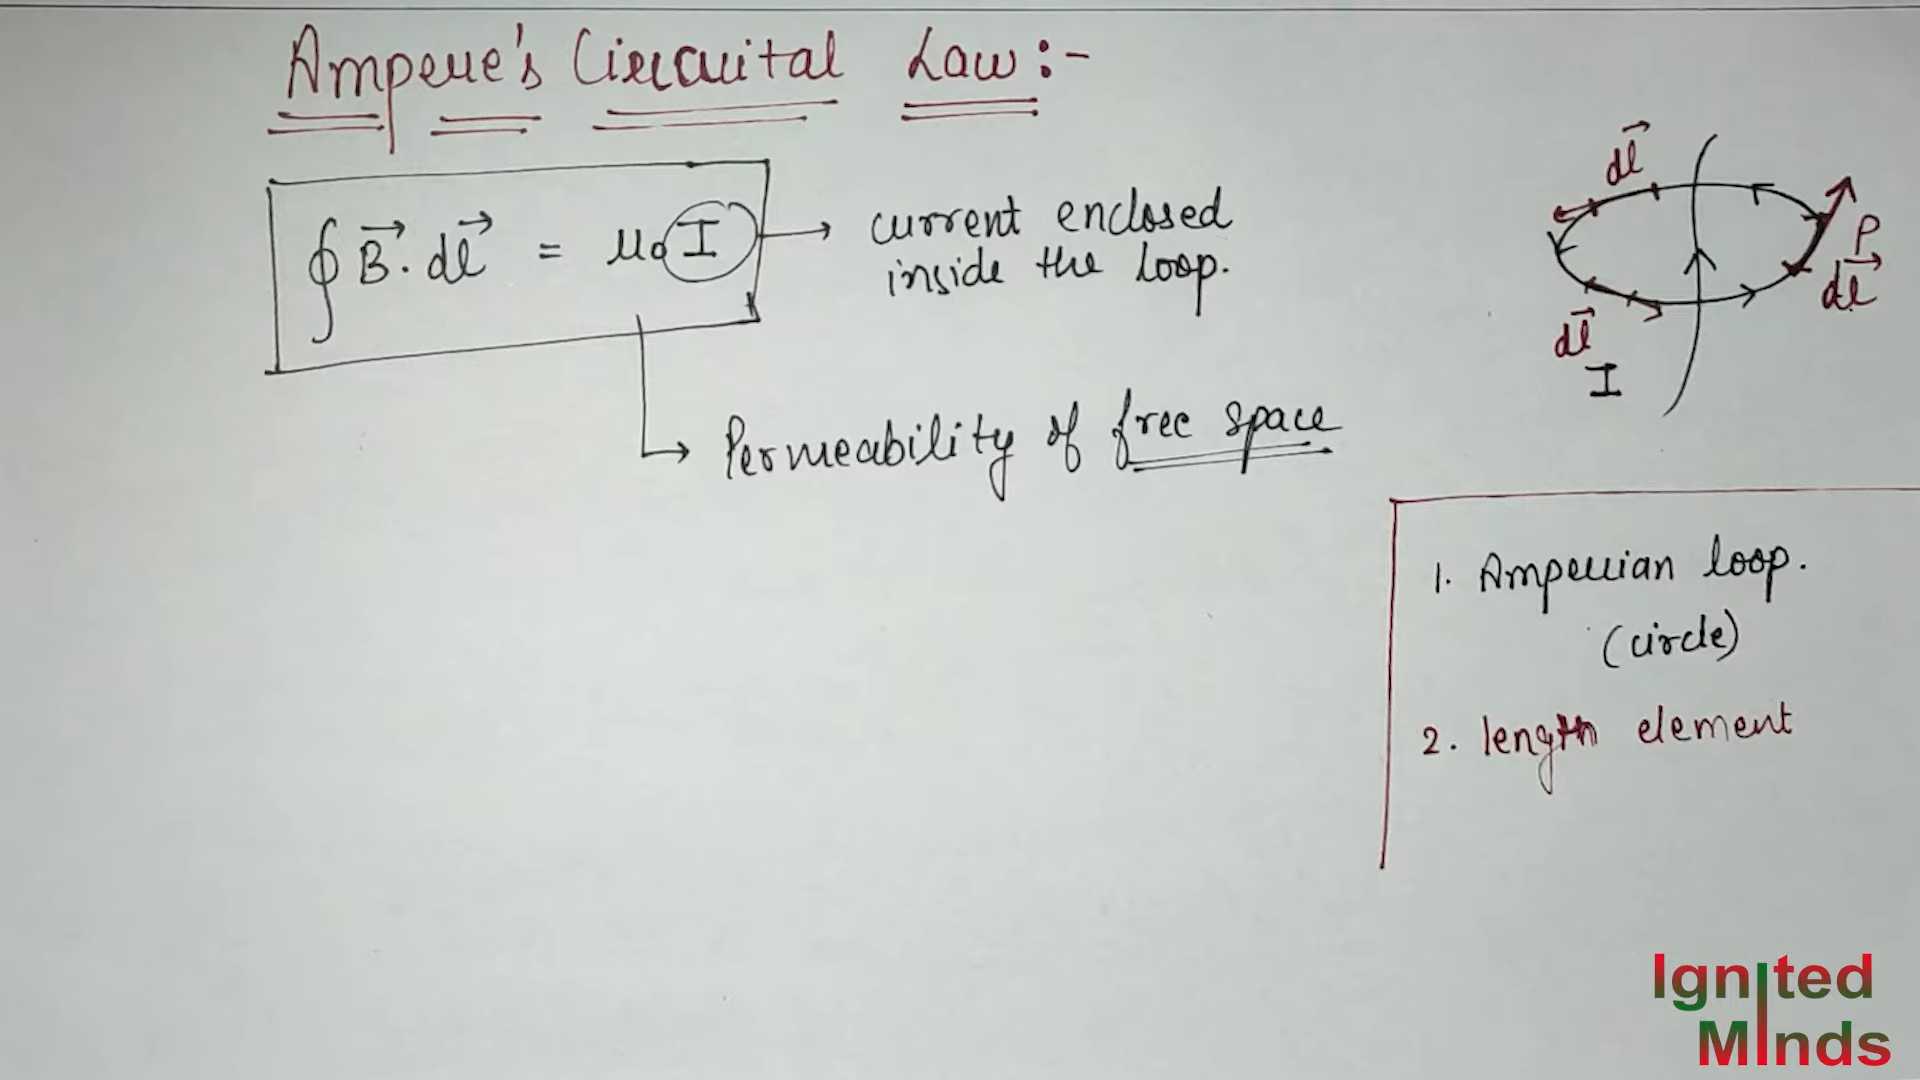 Ampere's Circuital Law:-
∮ B⃗. dl⃗ = μ₀ I → current enclosed
inside the loop.
Permeability of free space
dl⃗
P
dl⃗
dl⃗
I
1. Amperian loop.
(circle)
2. length element
Ignited
Minds